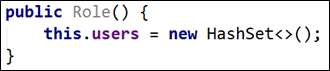 public Role() {
    this.users = new HashSet<>();
}